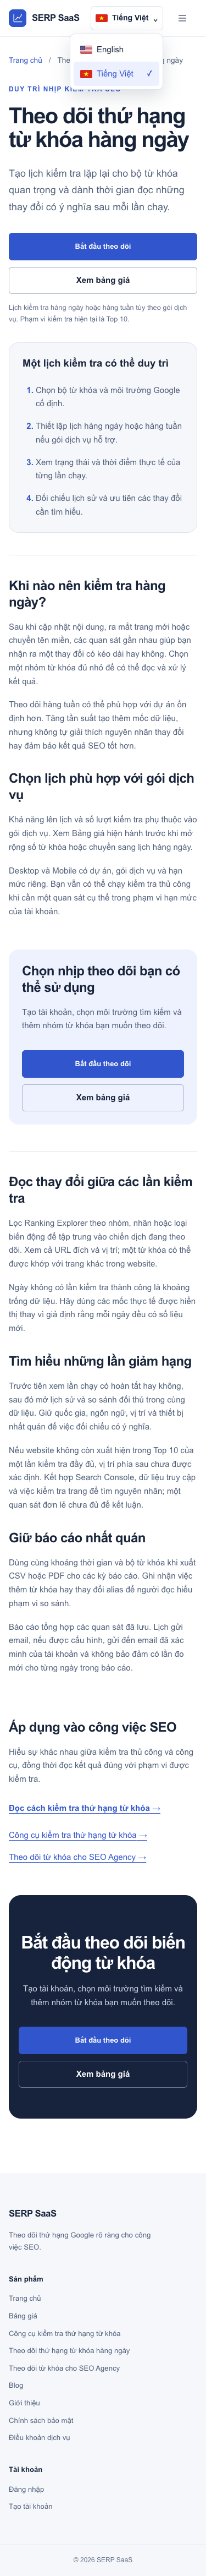 SERP SaaS
Tiếng Việt
English
Tiếng Việt ✓
Trang chủ / The
ng ngày
DUY TRÌ NHỊP KIỂM TRA SEO
Theo dõi thứ hạng
từ khóa hàng ngày
Tạo lịch kiểm tra lặp lại cho bộ từ khóa
quan trọng và dành thời gian đọc những
thay đổi có ý nghĩa sau mỗi lần chạy.
Bắt đầu theo dõi
Xem bảng giá
Lịch kiểm tra hàng ngày hoặc hàng tuần tùy theo gói dịch
vụ. Phạm vi kiểm tra hiện tại là Top 10.
Một lịch kiểm tra có thể duy trì
1. Chọn bộ từ khóa và môi trường Google
cố định.
2. Thiết lập lịch hàng ngày hoặc hàng tuần
nếu gói dịch vụ hỗ trợ.
3. Xem trạng thái và thời điểm thực tế của
từng lần chạy.
4. Đối chiếu lịch sử và ưu tiên các thay đổi
cần tìm hiểu.
Khi nào nên kiểm tra hàng
ngày?
Sau khi cập nhật nội dung, ra mắt trang mới hoặc
chuyển tên miền, các quan sát gần nhau giúp bạn
nhận ra một thay đổi có kéo dài hay không. Chọn
một nhóm từ khóa đủ nhỏ để có thể đọc và xử lý
kết quả.
Theo dõi hàng tuần có thể phù hợp với dự án ổn
định hơn. Tăng tần suất tạo thêm mốc dữ liệu,
nhưng không tự giải thích nguyên nhân thay đổi
hay đảm bảo kết quả SEO tốt hơn.
Chọn lịch phù hợp với gói dịch
vụ
Khả năng lên lịch và số lượt kiểm tra phụ thuộc vào
gói dịch vụ. Xem Bảng giá hiện hành trước khi mở
rộng số từ khóa hoặc chuyển sang lịch hàng ngày.
Desktop và Mobile có dự án, gói dịch vụ và hạn
mức riêng. Bạn vẫn có thể chạy kiểm tra thủ công
khi cần một quan sát cụ thể trong phạm vi hạn mức
của tài khoản.
Chọn nhịp theo dõi bạn có
thể sử dụng
Tạo tài khoản, chọn môi trường tìm kiếm và
thêm nhóm từ khóa bạn muốn theo dõi.
Bắt đầu theo dõi
Xem bảng giá
Đọc thay đổi giữa các lần kiểm
tra
Lọc Ranking Explorer theo nhóm, nhãn hoặc loại
biến động để tập trung vào chiến dịch đang theo
dõi. Xem cả URL đích và vị trí; một từ khóa có thể
được khớp với trang khác trong website.
Ngày không có lần kiểm tra thành công là khoảng
trống dữ liệu. Hãy dùng các mốc thực tế được hiển
thị thay vì giả định rằng mỗi ngày đều có số liệu
mới.
Tìm hiểu những lần giảm hạng
Trước tiên xem lần chạy có hoàn tất hay không,
sau đó mở lịch sử và so sánh đối thủ trong cùng
dữ liệu. Giữ quốc gia, ngôn ngữ, vị trí và thiết bị
nhất quán để việc đối chiếu có ý nghĩa.
Nếu website không còn xuất hiện trong Top 10 của
một lần kiểm tra đầy đủ, vị trí phía sau chưa được
xác định. Kết hợp Search Console, dữ liệu truy cập
và việc kiểm tra trang để tìm nguyên nhân; một
quan sát đơn lẻ chưa đủ để kết luận.
Giữ báo cáo nhất quán
Dùng cùng khoảng thời gian và bộ từ khóa khi xuất
CSV hoặc PDF cho các kỳ báo cáo. Ghi nhận việc
thêm từ khóa hay thay đổi alias để người đọc hiểu
phạm vi so sánh.
Báo cáo tổng hợp các quan sát đã lưu. Lịch gửi
email, nếu được cấu hình, gửi đến email đã xác
minh của tài khoản và không bảo đảm có lần đo
mới cho từng ngày trong báo cáo.
Áp dụng vào công việc SEO
Hiểu sự khác nhau giữa kiểm tra thủ công và công
cụ, đồng thời đọc kết quả đúng với phạm vi được
kiểm tra.
Đọc cách kiểm tra thứ hạng từ khóa →
Công cụ kiểm tra thứ hạng từ khóa →
Theo dõi từ khóa cho SEO Agency →
Bắt đầu theo dõi biến
động từ khóa
Tạo tài khoản, chọn môi trường tìm kiếm và
thêm nhóm từ khóa bạn muốn theo dõi.
Bắt đầu theo dõi
Xem bảng giá
SERP SaaS
Theo dõi thứ hạng Google rõ ràng cho công
việc SEO.
Sản phẩm
Trang chủ
Bảng giá
Công cụ kiểm tra thứ hạng từ khóa
Theo dõi thứ hạng từ khóa hàng ngày
Theo dõi từ khóa cho SEO Agency
Blog
Giới thiệu
Chính sách bảo mật
Điều khoản dịch vụ
Tài khoản
Đăng nhập
Tạo tài khoản
© 2026 SERP SaaS